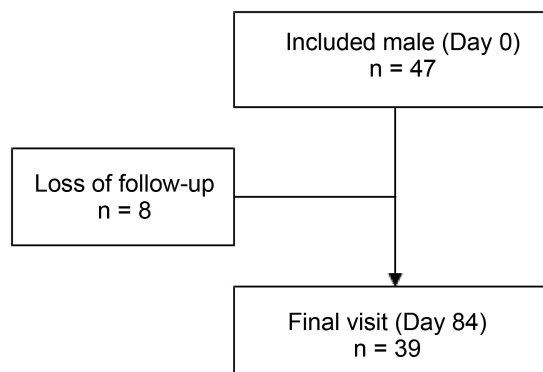 Included male (Day 0)
n = 47
Loss of follow-up
n = 8
Final visit (Day 84)
n = 39